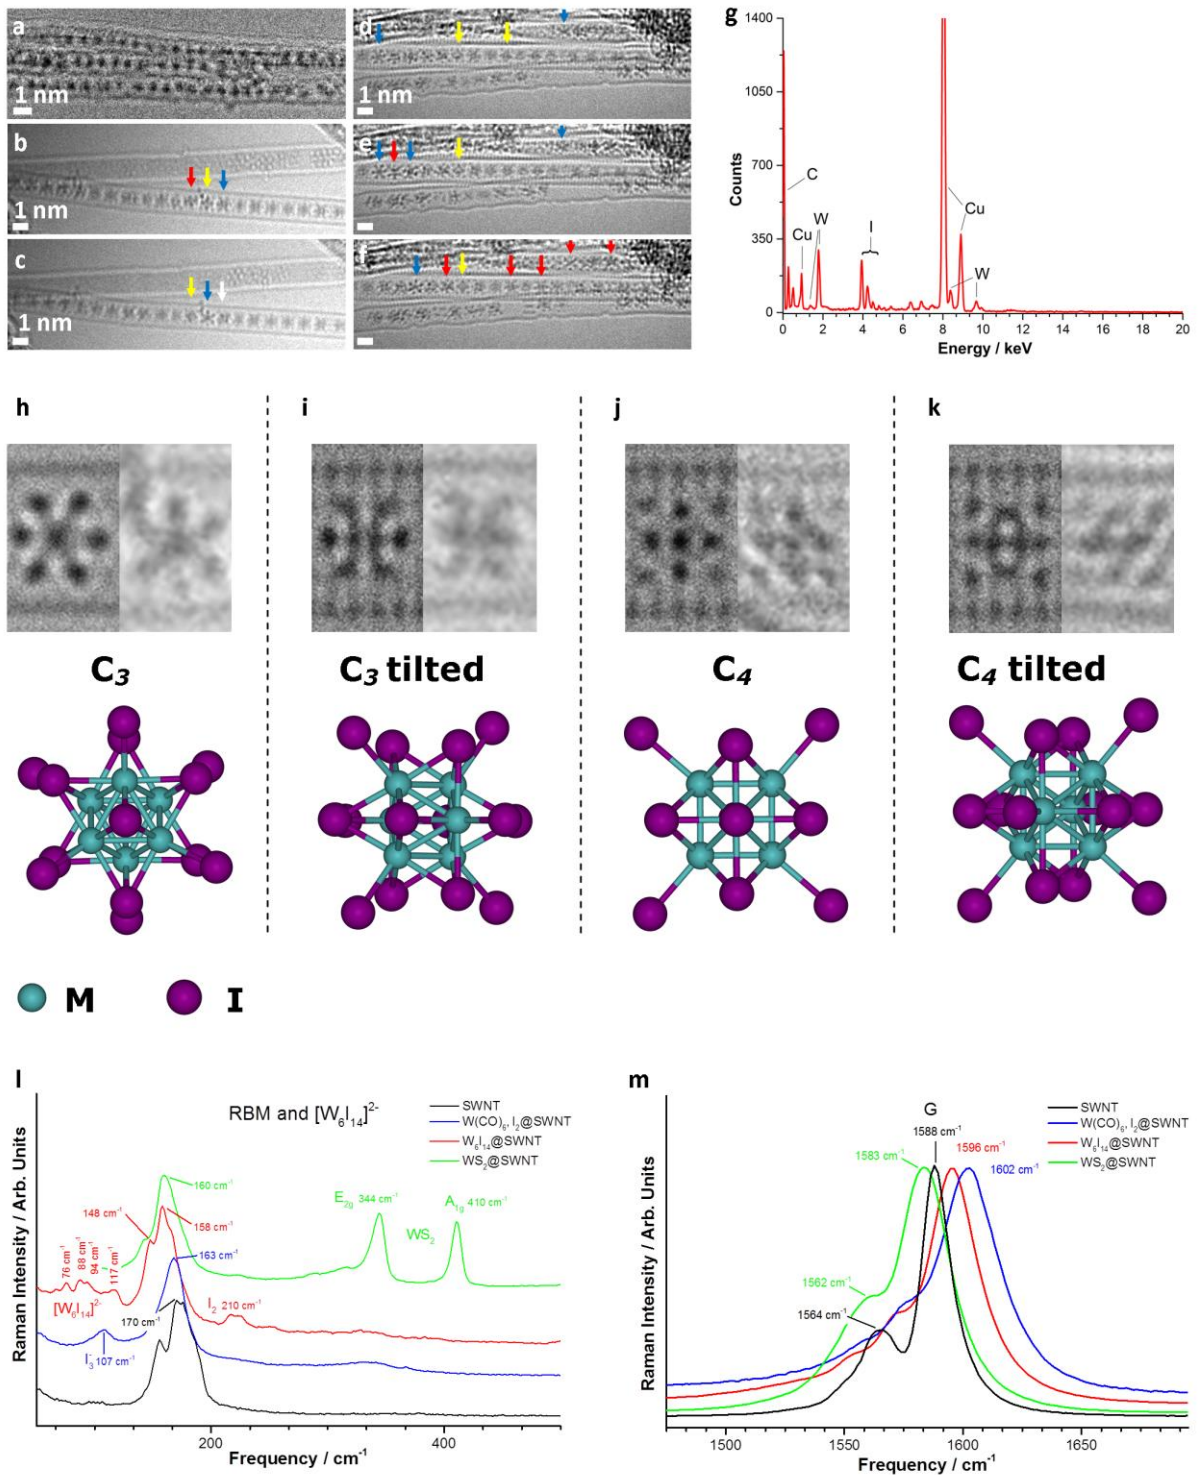 a
1 nm
b
1 nm
c
1 nm
d
1 nm
e
f
g
1400
1050
700
350
0
Counts
C
Cu
W
I
Cu
W
0 2 4 6 8 10 12 14 16 18 20
Energy / keV
h
i
j
k
C₃
C₃ tilted
C₄
C₄ tilted
M
I
l
RBM and [W₆I₁₄]²⁻
SWNT
W(CO)₆, I₂@SWNT
W₆I₁₄@SWNT
WS₂@SWNT
160 cm⁻¹
E₂g 344 cm⁻¹
A₁g 410 cm⁻¹
WS₂
148 cm⁻¹
158 cm⁻¹
163 cm⁻¹
76 cm⁻¹
88 cm⁻¹
94 cm⁻¹
117 cm⁻¹
[W₆I₁₄]²⁻
I₂ 210 cm⁻¹
170 cm⁻¹
I₃⁻ 107 cm⁻¹
Raman Intensity / Arb. Units
200 400
Frequency / cm⁻¹
m
G
SWNT
W(CO)₆, I₂@SWNT
W₆I₁₄@SWNT
WS₂@SWNT
1588 cm⁻¹
1583 cm⁻¹
1596 cm⁻¹
1602 cm⁻¹
1562 cm⁻¹
1564 cm⁻¹
Raman Intensity / Arb. Units
1500 1550 1600 1650
Frequency / cm⁻¹